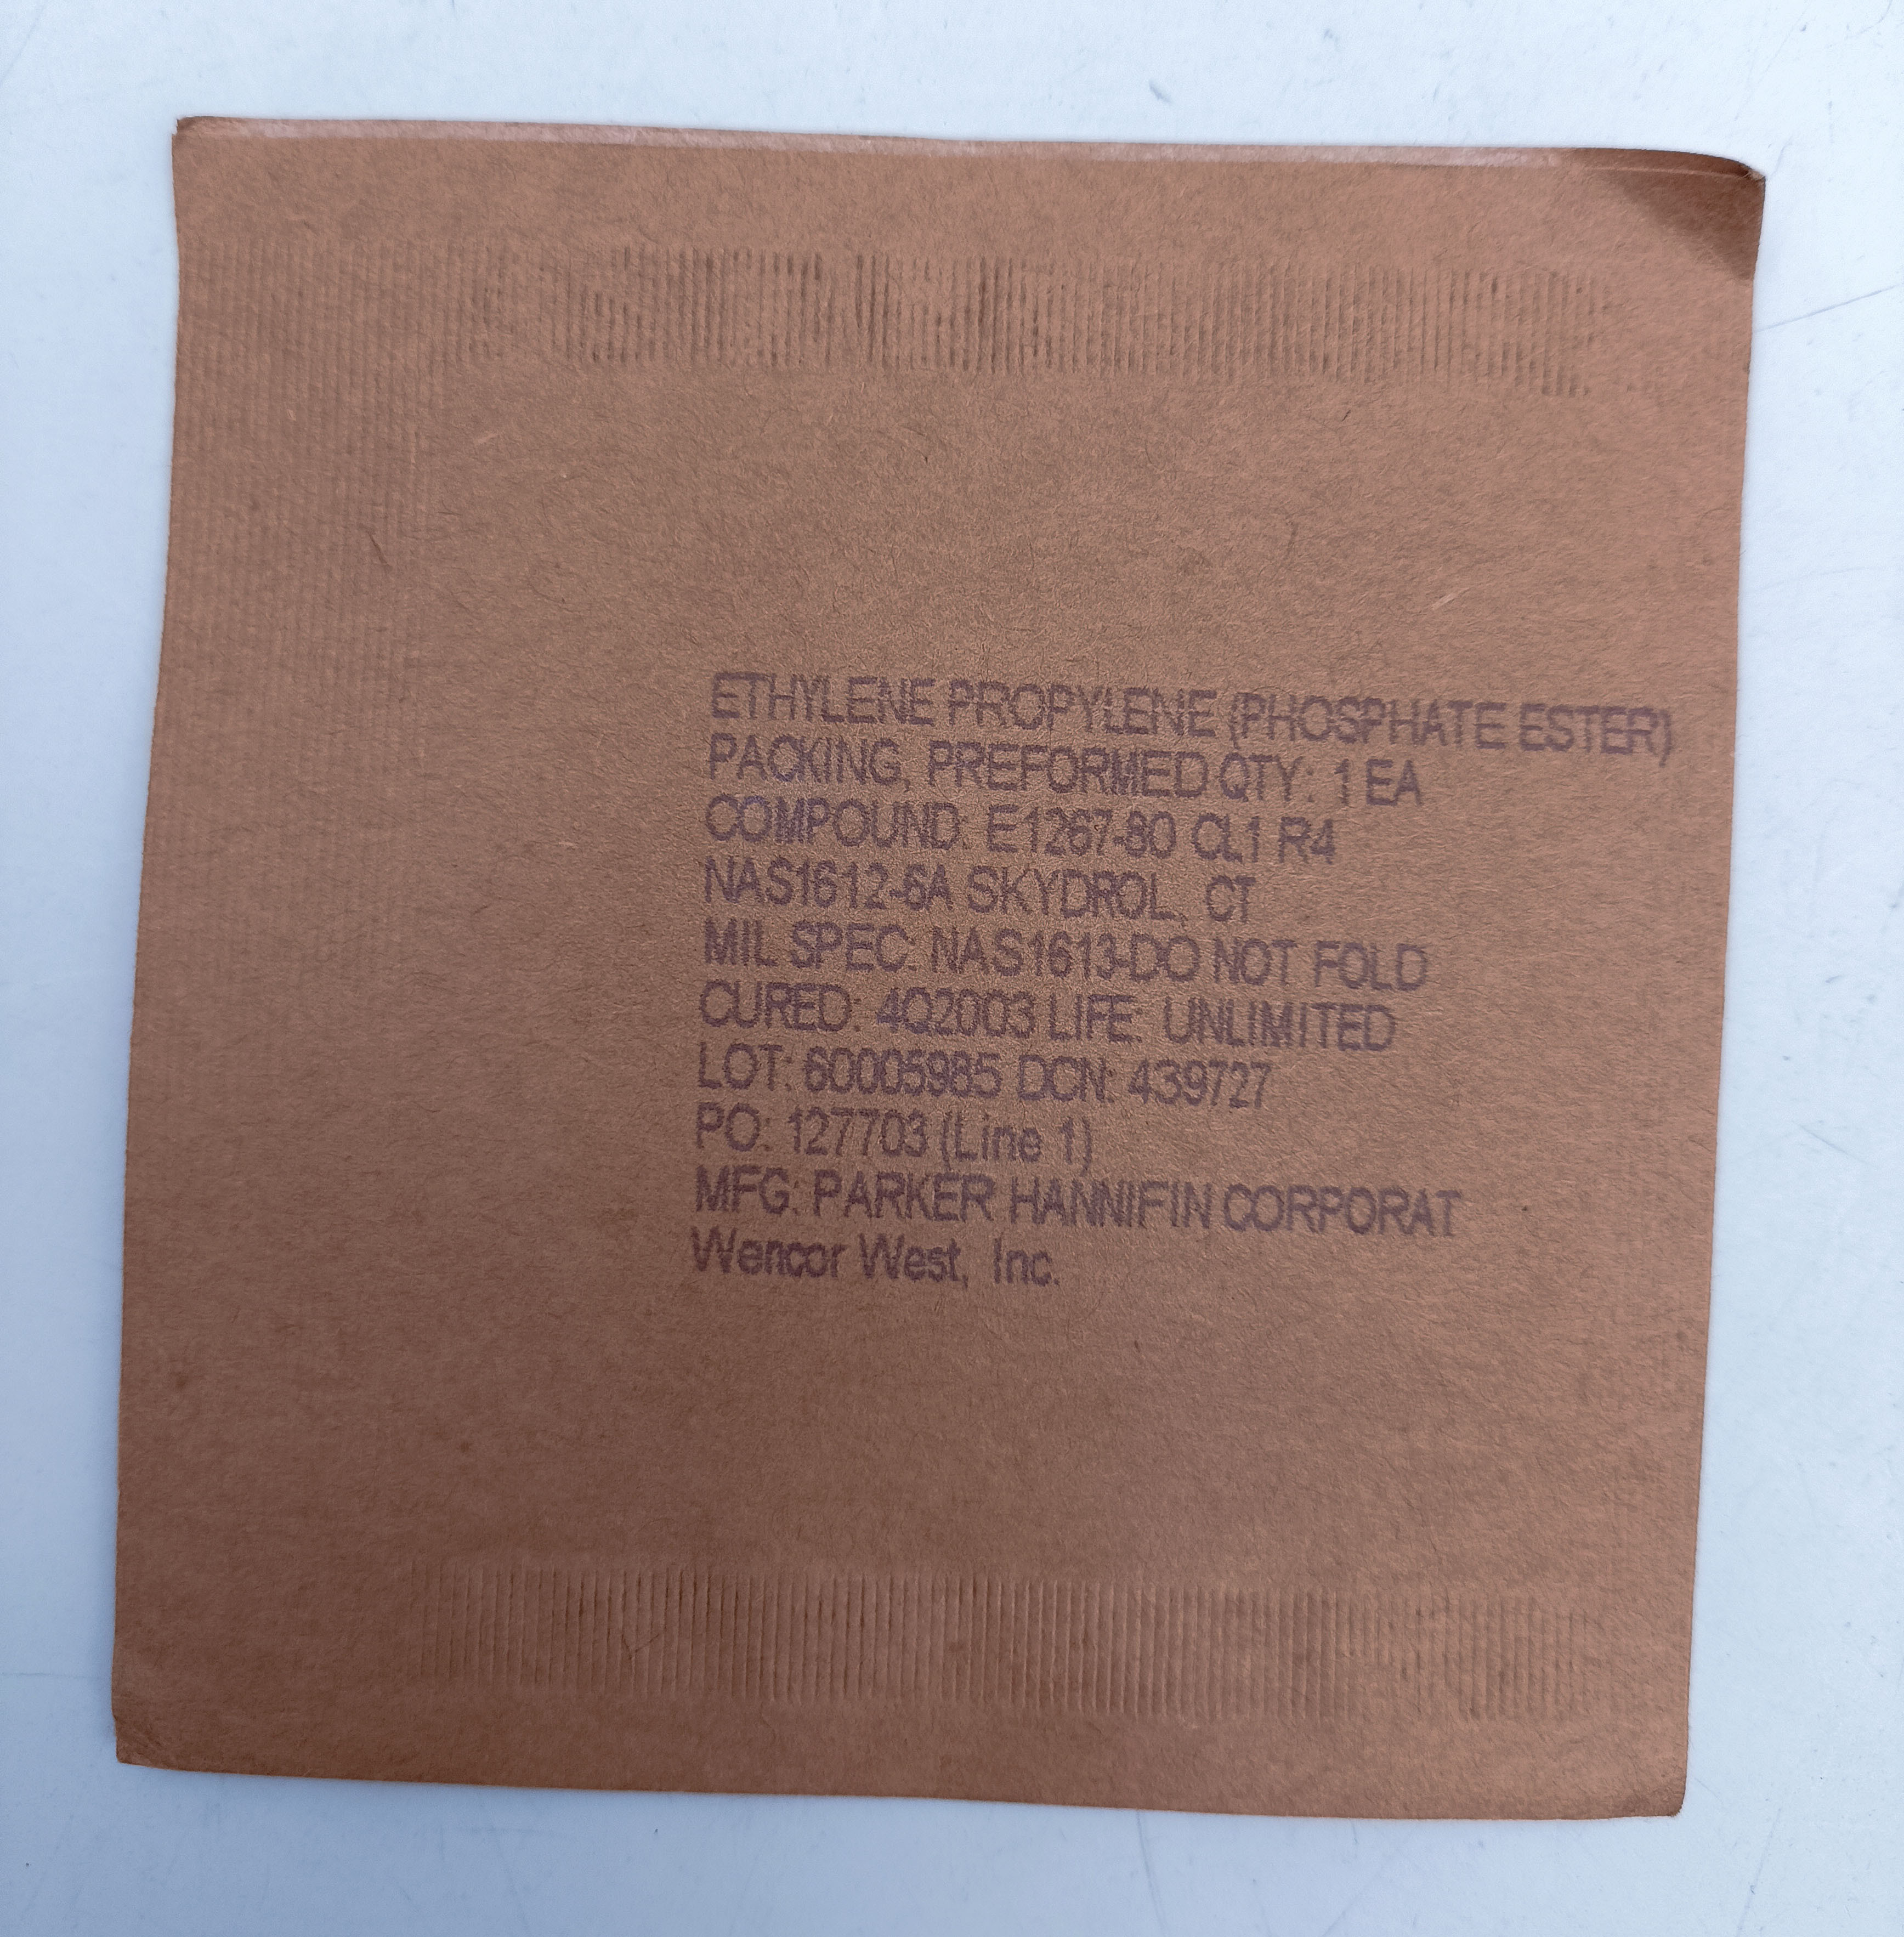 ETHYLENE PROPYLENE (PHOSPHATE ESTER)
PACKING, PREFORMED QTY: 1 EA
COMPOUND: E1267-80 CL1 R4
NAS1612-6A SKYDROL, CT
MIL SPEC: NAS1613-DO NOT FOLD
CURED: 4Q2003 LIFE: UNLIMITED
LOT: 60005985 DCN: 439727
PO: 127703 (Line 1)
MFG: PARKER HANNIFIN CORPORAT
Wencor West, Inc.